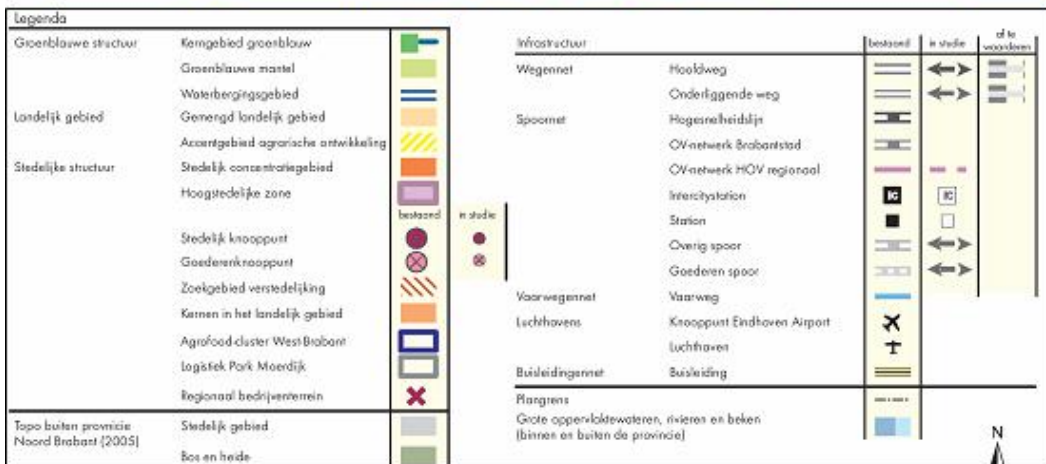 Legenda
Groenblauwe structuur Kerngebied groenblauw
Groenblauwe mantel
Waterbergingsgebied
Landelijk gebied Gemengd landelijk gebied
Accentgebied agrarische ontwikkeling
Stedelijke structuur Stedelijk concentratiegebied
Hoogstedelijke zone
bestaand in studie
Stedelijk knooppunt
Goederenknooppunt
Zoekgebied verstedelijking
Kernen in het landelijk gebied
Agrofood-cluster West-Brabant
Logistiek Park Moerdijk
Regionaal bedrijventerrein
Topo buiten provnicie
Noord Brabant (2005)
Stedelijk gebied
Bos en heide
Infrastructuur bestaand in studie af te
waarderen
Wegennet Hoofdweg
Onderliggende weg
Spoornet Hogesnelheidslijn
OV-netwerk Brabantstad
OV-netwerk HOV regionaal
Intercitystation IC IC
Station
Overig spoor
Goederen spoor
Vaarwegennet Vaarweg
Luchthavens Knooppunt Eindhoven Airport
Luchthaven
Buisleidingennet Buisleiding
Plangrens
Grote oppervlaktewateren, rivieren en beken
(binnen en buiten de provincie)
N